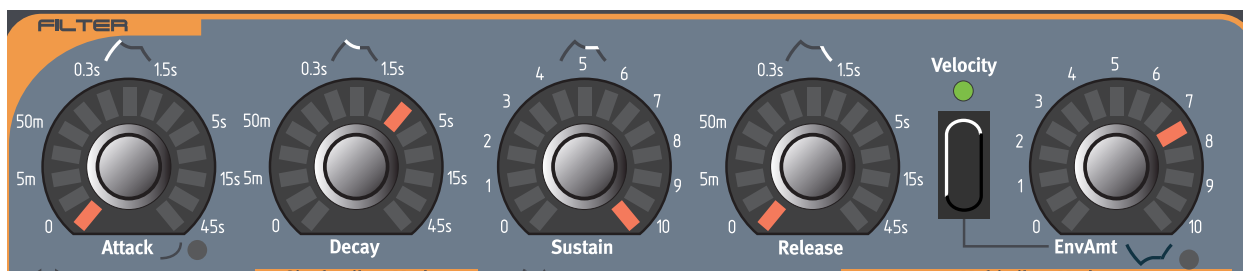 FILTER
0 5m 50m 0.3s 1.5s 5s 15s 45s
Attack
0 5m 50m 0.3s 1.5s 5s 15s 45s
Decay
0 1 2 3 4 5 6 7 8 9 10
Sustain
0 5m 50m 0.3s 1.5s 5s 15s 45s
Release
Velocity
0 1 2 3 4 5 6 7 8 9 10
EnvAmt